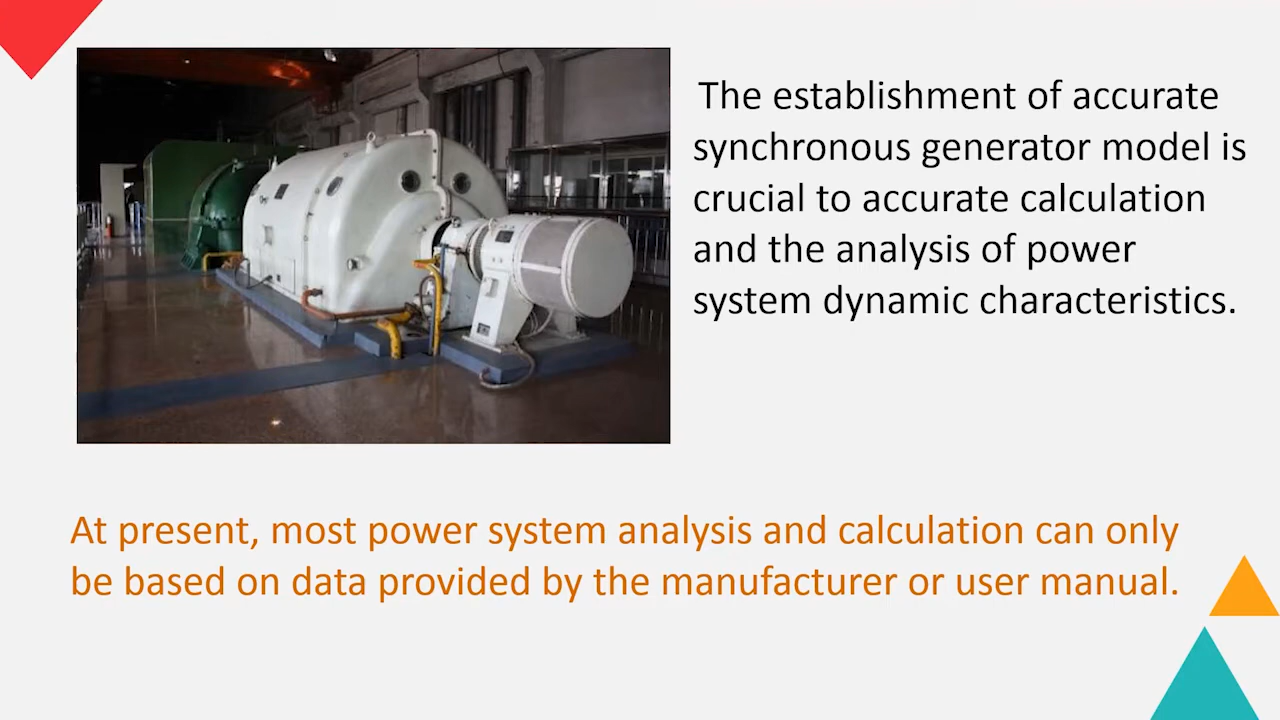 The establishment of accurate
synchronous generator model is
crucial to accurate calculation
and the analysis of power
system dynamic characteristics.
At present, most power system analysis and calculation can only
be based on data provided by the manufacturer or user manual.